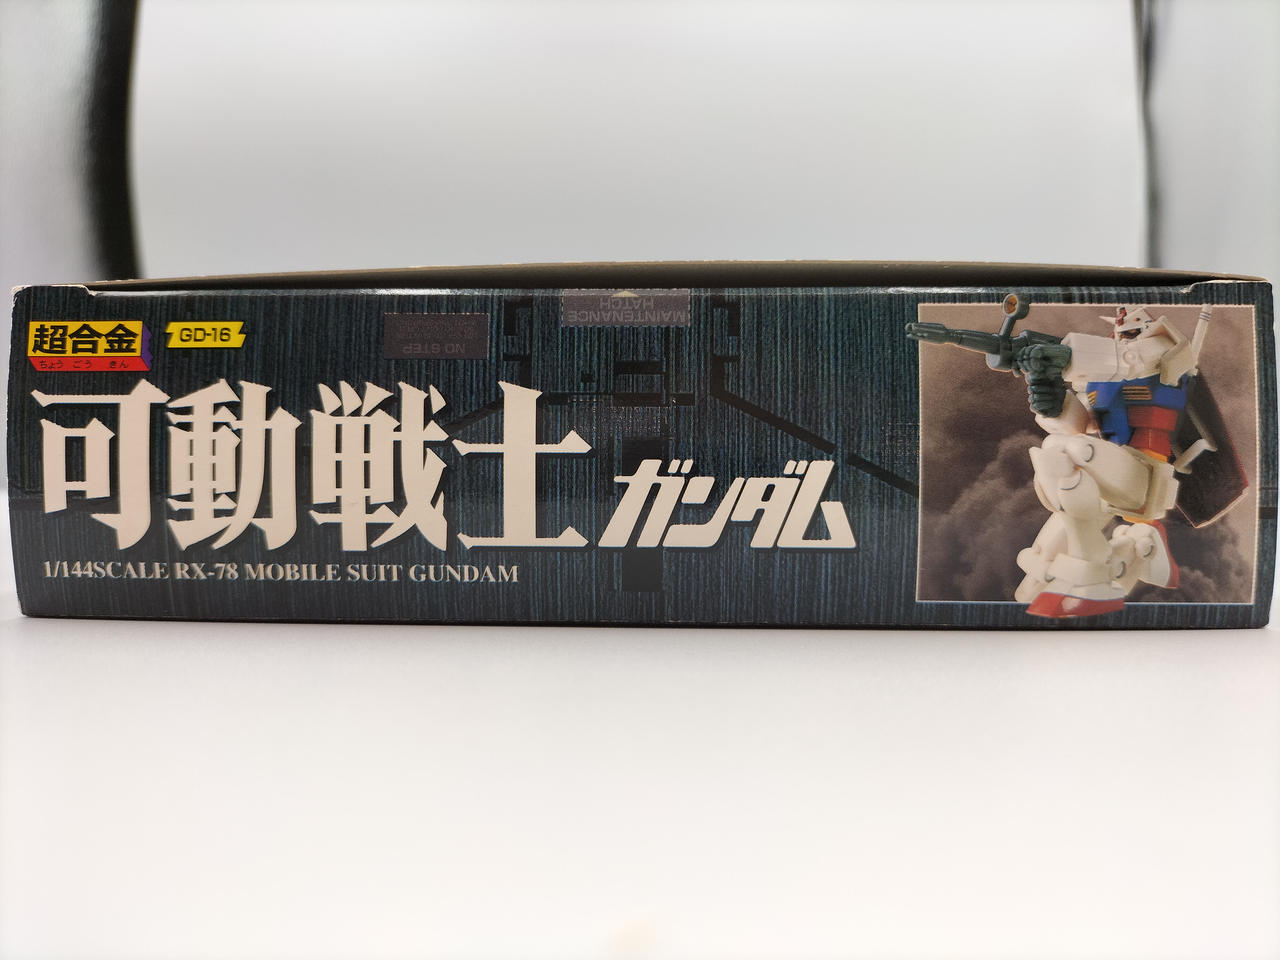 超合金
ちょう ごう きん
GD-16
NO STEP
MAINTENANCE
HATCH
可動戦士
ガンダム
1/144SCALE RX-78 MOBILE SUIT GUNDAM